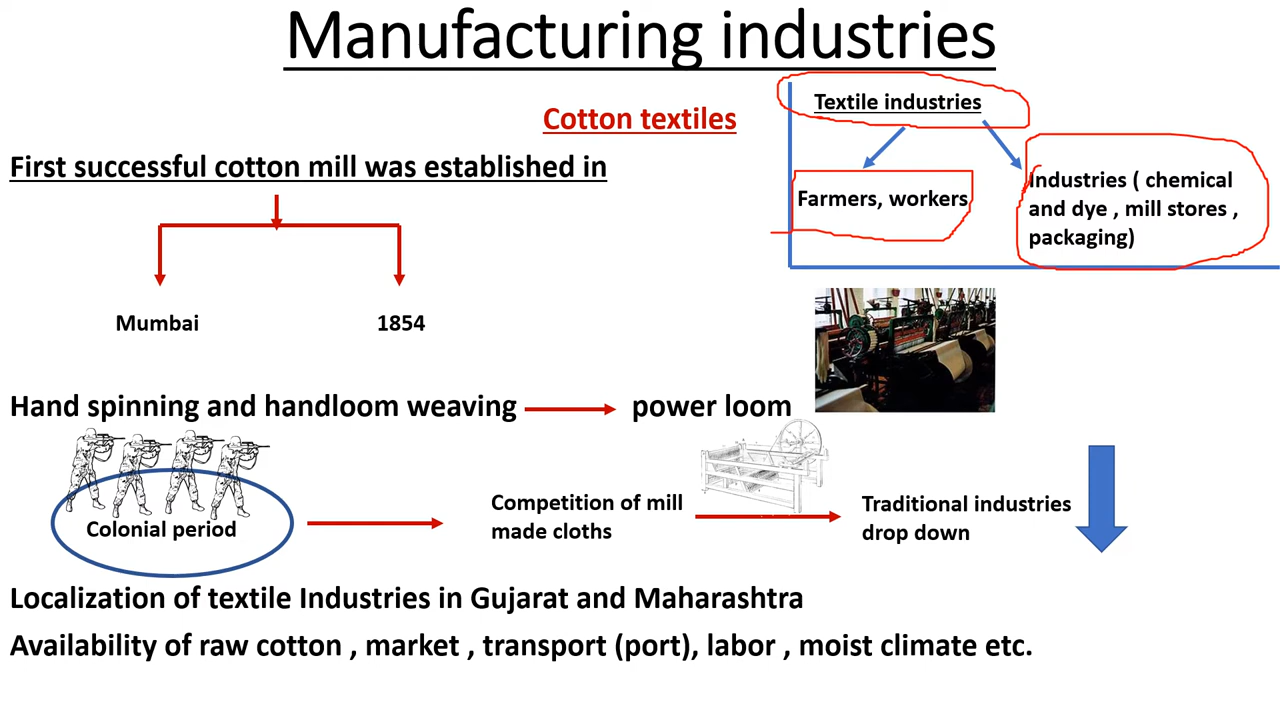 Manufacturing industries
Cotton textiles
Textile industries
First successful cotton mill was established in
Farmers, workers
Industries ( chemical
and dye , mill stores ,
packaging)
Mumbai
1854
Hand spinning and handloom weaving
power loom
Colonial period
Competition of mill
made cloths
Traditional industries
drop down
Localization of textile Industries in Gujarat and Maharashtra
Availability of raw cotton , market , transport (port), labor , moist climate etc.